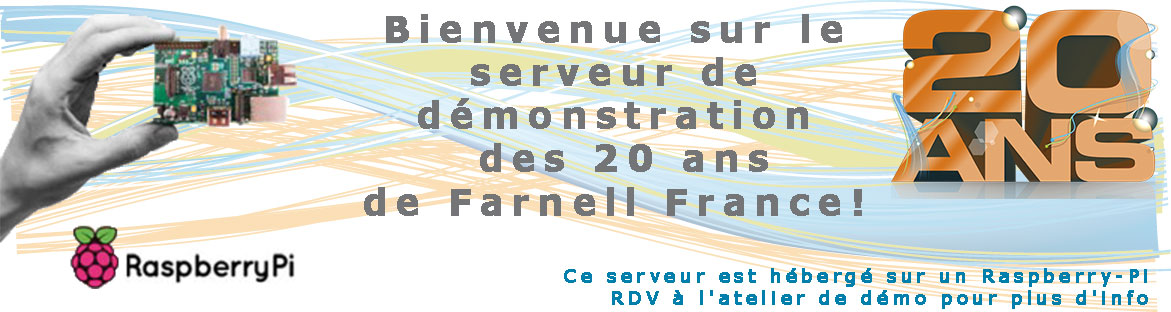 Bienvenue sur le
serveur de
démonstration
des 20 ans
de Farnell France!
20
ANS
RaspberryPi
Ce serveur est hébergé sur un Raspberry-Pi
RDV à l'atelier de démo pour plus d'info